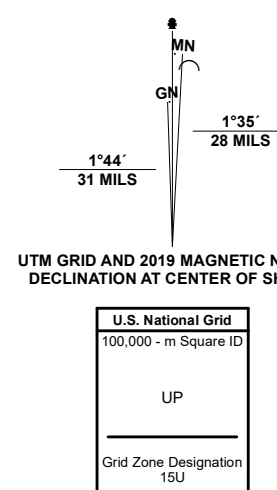 MN
GN
1°35´
28 MILS
1°44´
31 MILS
UTM GRID AND 2019 MAGNETIC N
DECLINATION AT CENTER OF SH
U.S. National Grid
100,000 - m Square ID
UP
Grid Zone Designation
15U